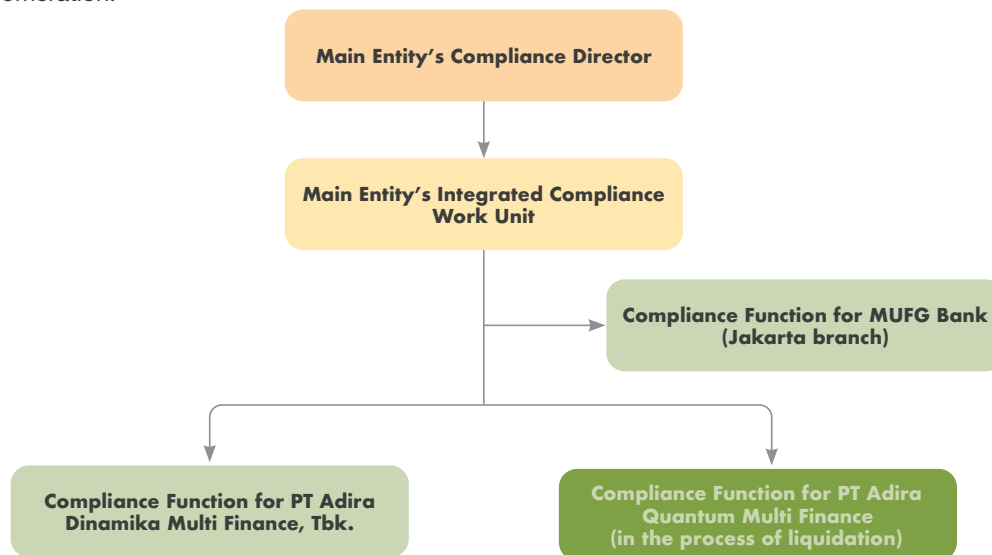 Main Entity's Compliance Director
Main Entity's Integrated Compliance
Work Unit
Compliance Function for MUFG Bank
(Jakarta branch)
Compliance Function for PT Adira
Dinamika Multi Finance, Tbk.
Compliance Function for PT Adira
Quantum Multi Finance
(in the process of liquidation)